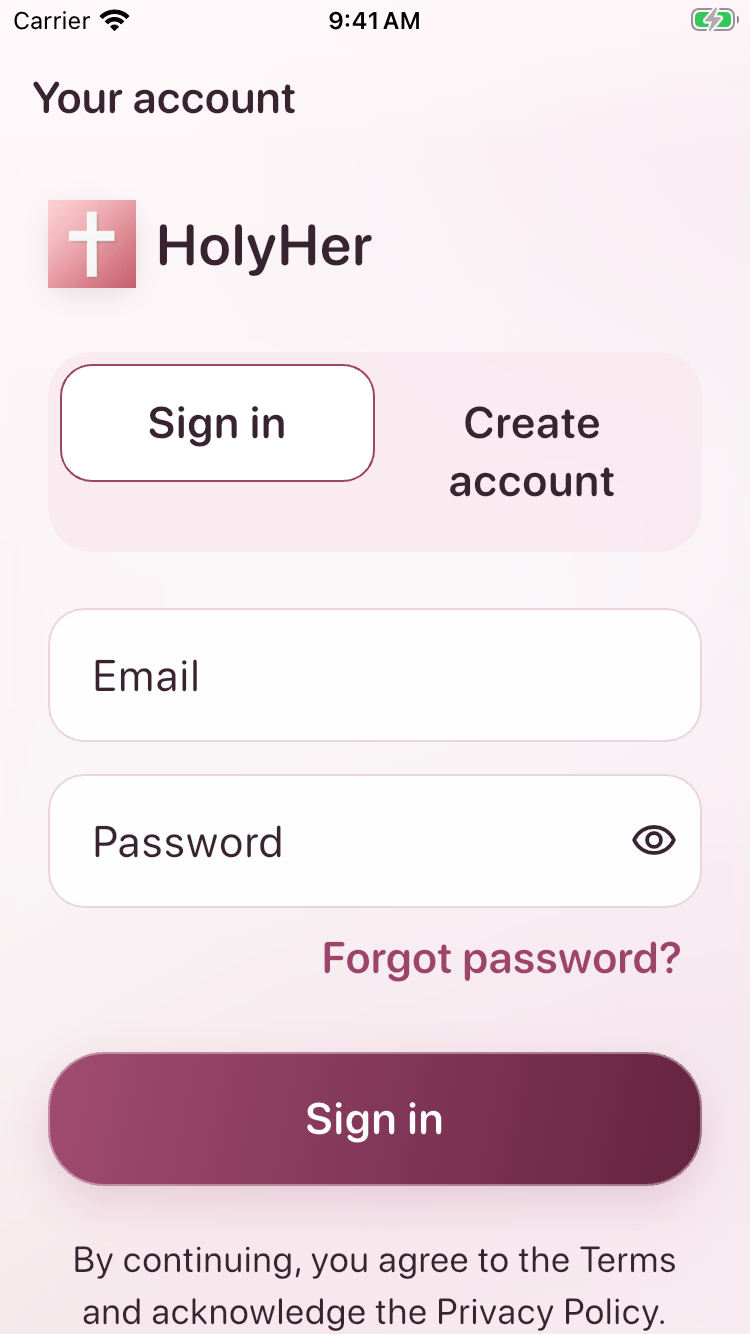 Carrier 9:41 AM
Your account
HolyHer
Sign in
Create
account
Email
Password
Forgot password?
Sign in
By continuing, you agree to the Terms
and acknowledge the Privacy Policy.